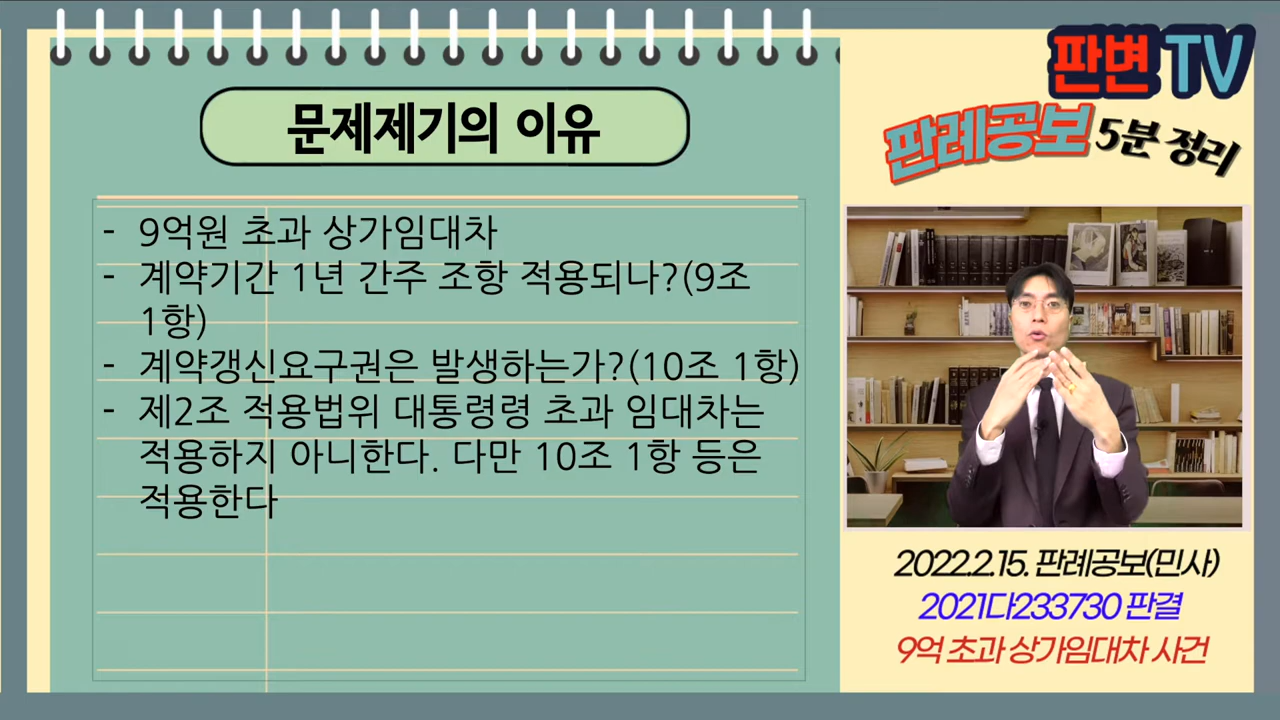 문제제기의 이유
- 9억원 초과 상가임대차
- 계약기간 1년 간주 조항 적용되나?(9조
1항)
- 계약갱신요구권은 발생하는가?(10조 1항)
- 제2조 적용법위 대통령령 초과 임대차는
적용하지 아니한다. 다만 10조 1항 등은
적용한다
판변 TV
판례공보 5분 정리
2022.2.15. 판례공보(민사)
2021다233730 판결
9억 초과 상가임대차 사건